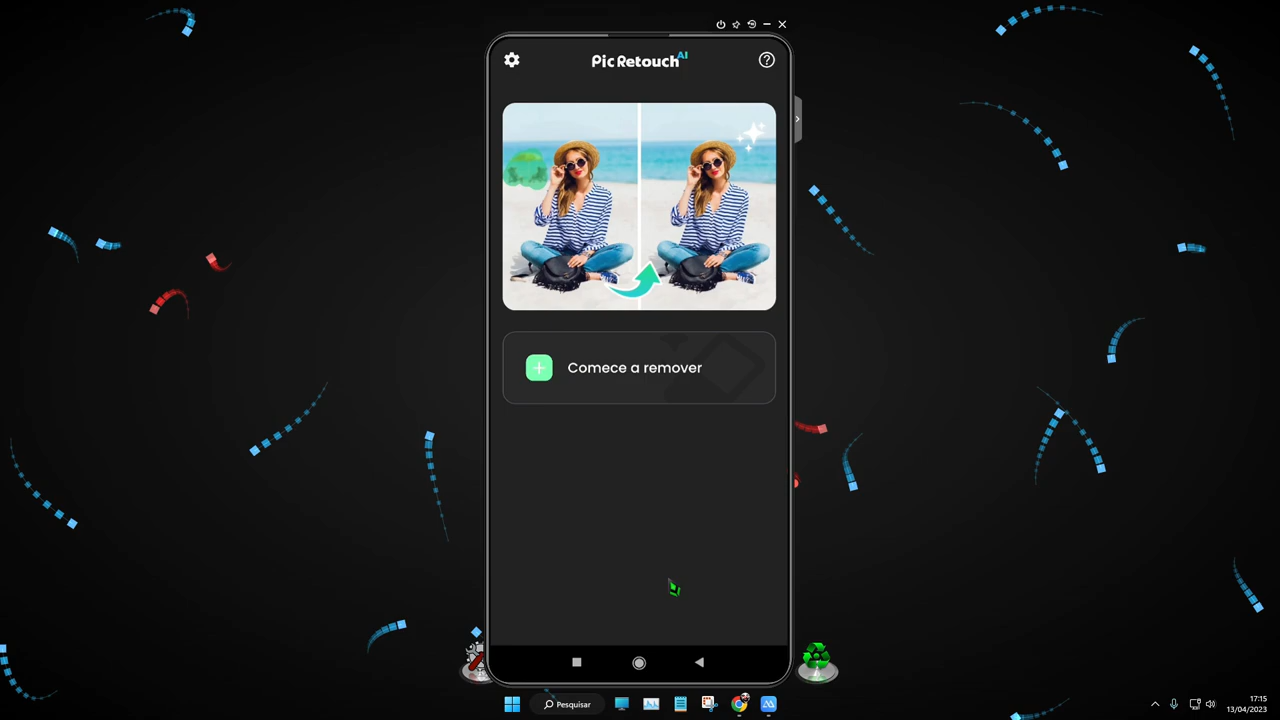 Pic Retouch AI
Comece a remover
Pesquisar
17:15
13/04/2023